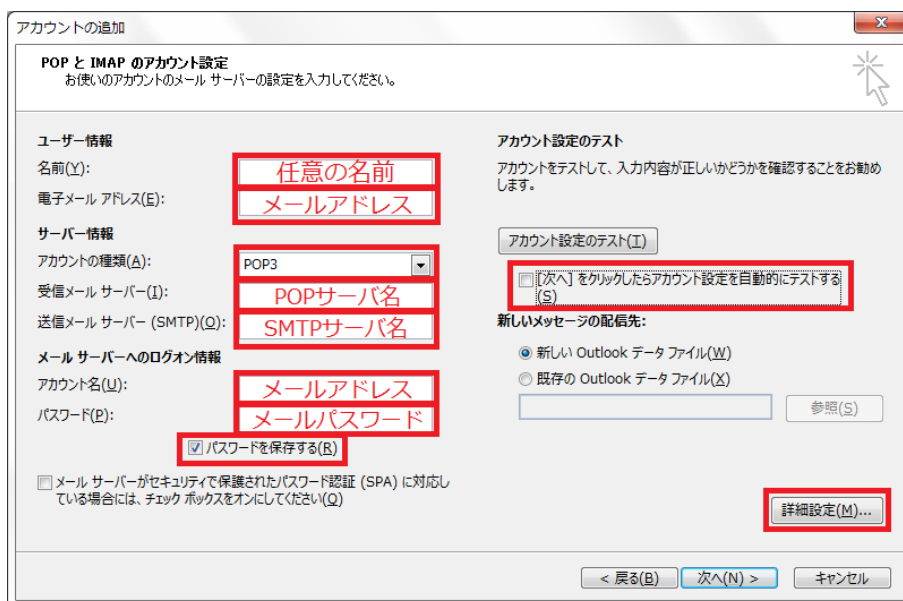 アカウントの追加
POP と IMAP のアカウント設定
お使いのアカウントのメール サーバーの設定を入力してください。
ユーザー情報
名前(Y):
任意の名前
電子メール アドレス(E):
メールアドレス
サーバー情報
アカウントの種類(A):
POP3
受信メール サーバー(I):
POPサーバ名
送信メール サーバー (SMTP)(O):
SMTPサーバ名
メール サーバーへのログオン情報
アカウント名(U):
メールアドレス
パスワード(P):
メールパスワード
パスワードを保存する(R)
メール サーバーがセキュリティで保護されたパスワード認証 (SPA) に対応し
ている場合には、チェック ボックスをオンにしてください(Q)
アカウント設定のテスト
アカウントをテストして、入力内容が正しいかどうかを確認することをお勧め
します。
アカウント設定のテスト(T)
[次へ] をクリックしたらアカウント設定を自動的にテストする
(S)
新しいメッセージの配信先:
新しい Outlook データ ファイル(W)
既存の Outlook データ ファイル(X)
参照(S)
詳細設定(M)...
< 戻る(B)
次へ(N) >
キャンセル